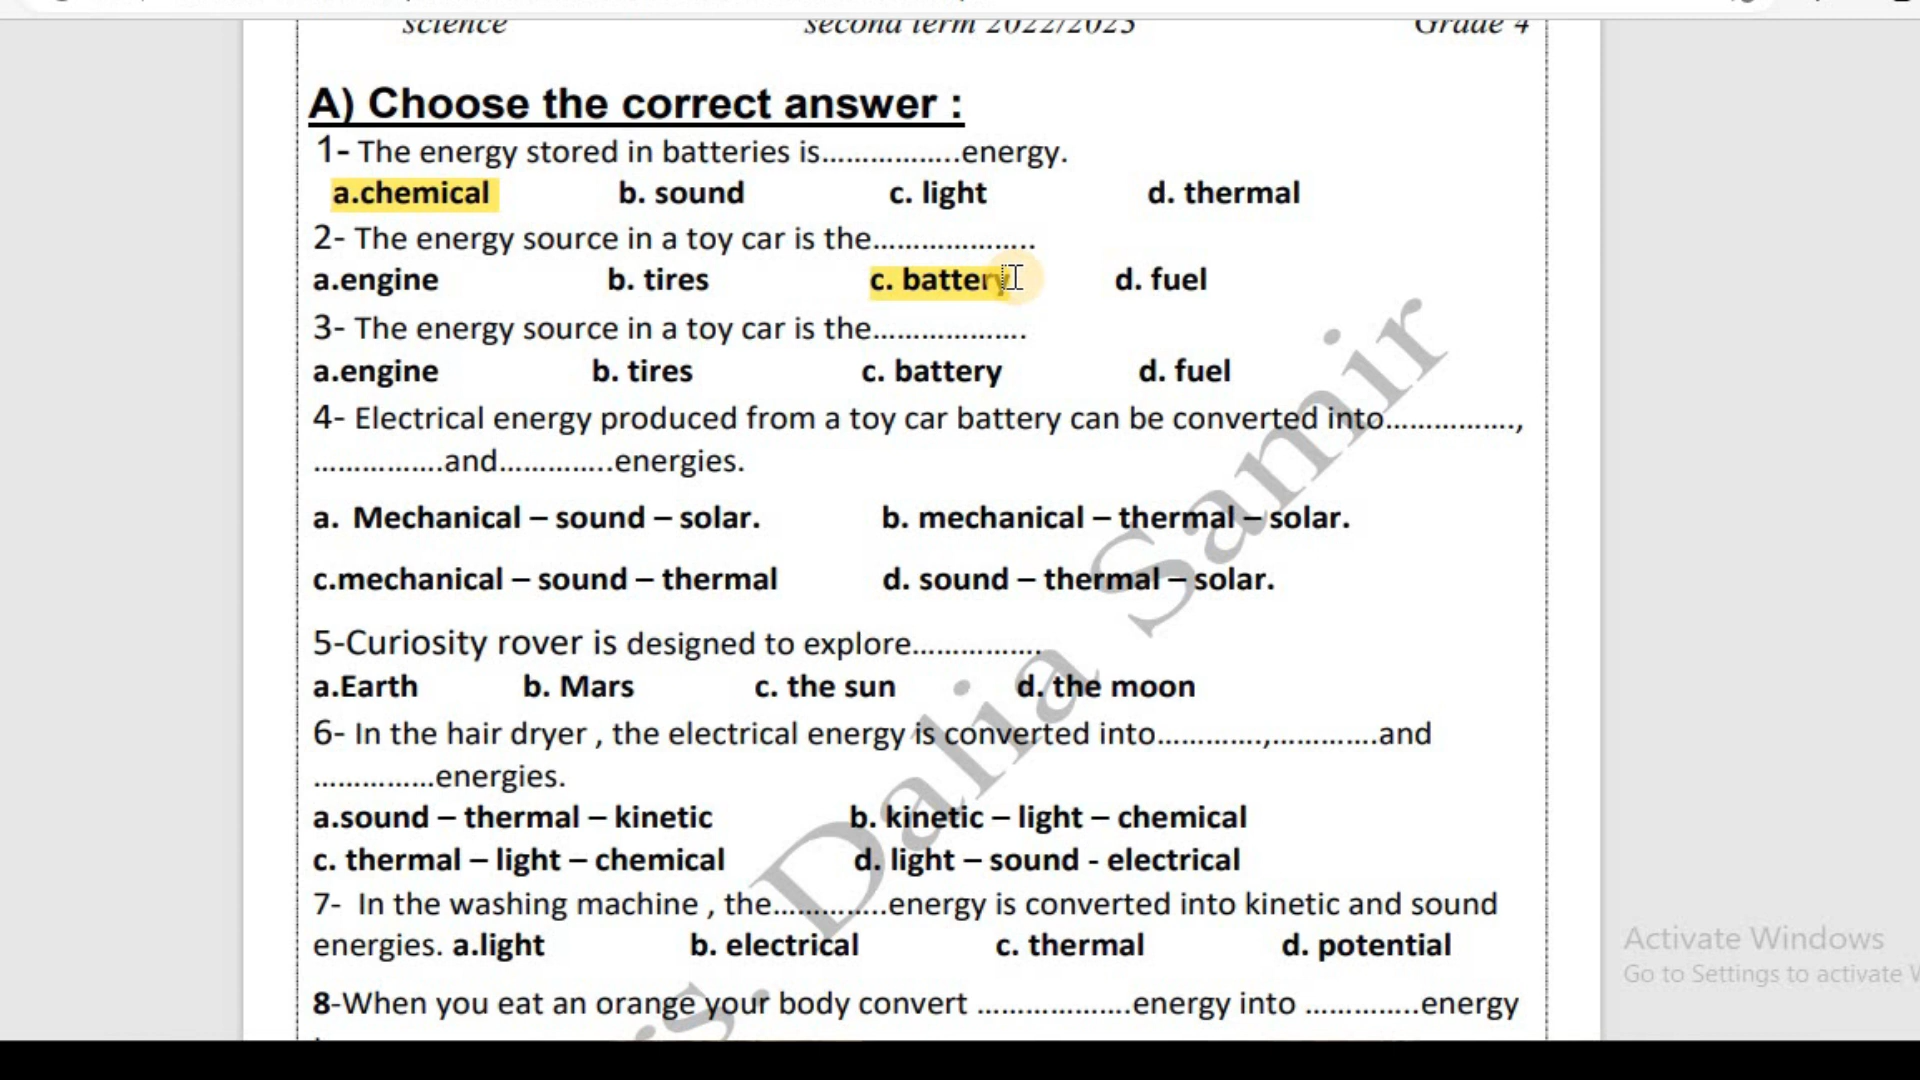 science second term 2022/2023 Grade 4
A) Choose the correct answer :
1- The energy stored in batteries is.................energy.
a.chemical b. sound c. light d. thermal
2- The energy source in a toy car is the....................
a.engine b. tires c. battery d. fuel
3- The energy source in a toy car is the...................
a.engine b. tires c. battery d. fuel
4- Electrical energy produced from a toy car battery can be converted into................,
................and..............energies.
a. Mechanical – sound – solar. b. mechanical – thermal – solar.
c.mechanical – sound – thermal d. sound – thermal – solar.
5-Curiosity rover is designed to explore................
a.Earth b. Mars c. the sun d. the moon
6- In the hair dryer , the electrical energy is converted into.............,.............and
...............energies.
a.sound – thermal – kinetic b. kinetic – light – chemical
c. thermal – light – chemical d. light – sound - electrical
7- In the washing machine , the..............energy is converted into kinetic and sound
energies. a.light b. electrical c. thermal d. potential
8-When you eat an orange your body convert ...................energy into ..............energy
Dalia Samir
Activate Windows
Go to Settings to activate